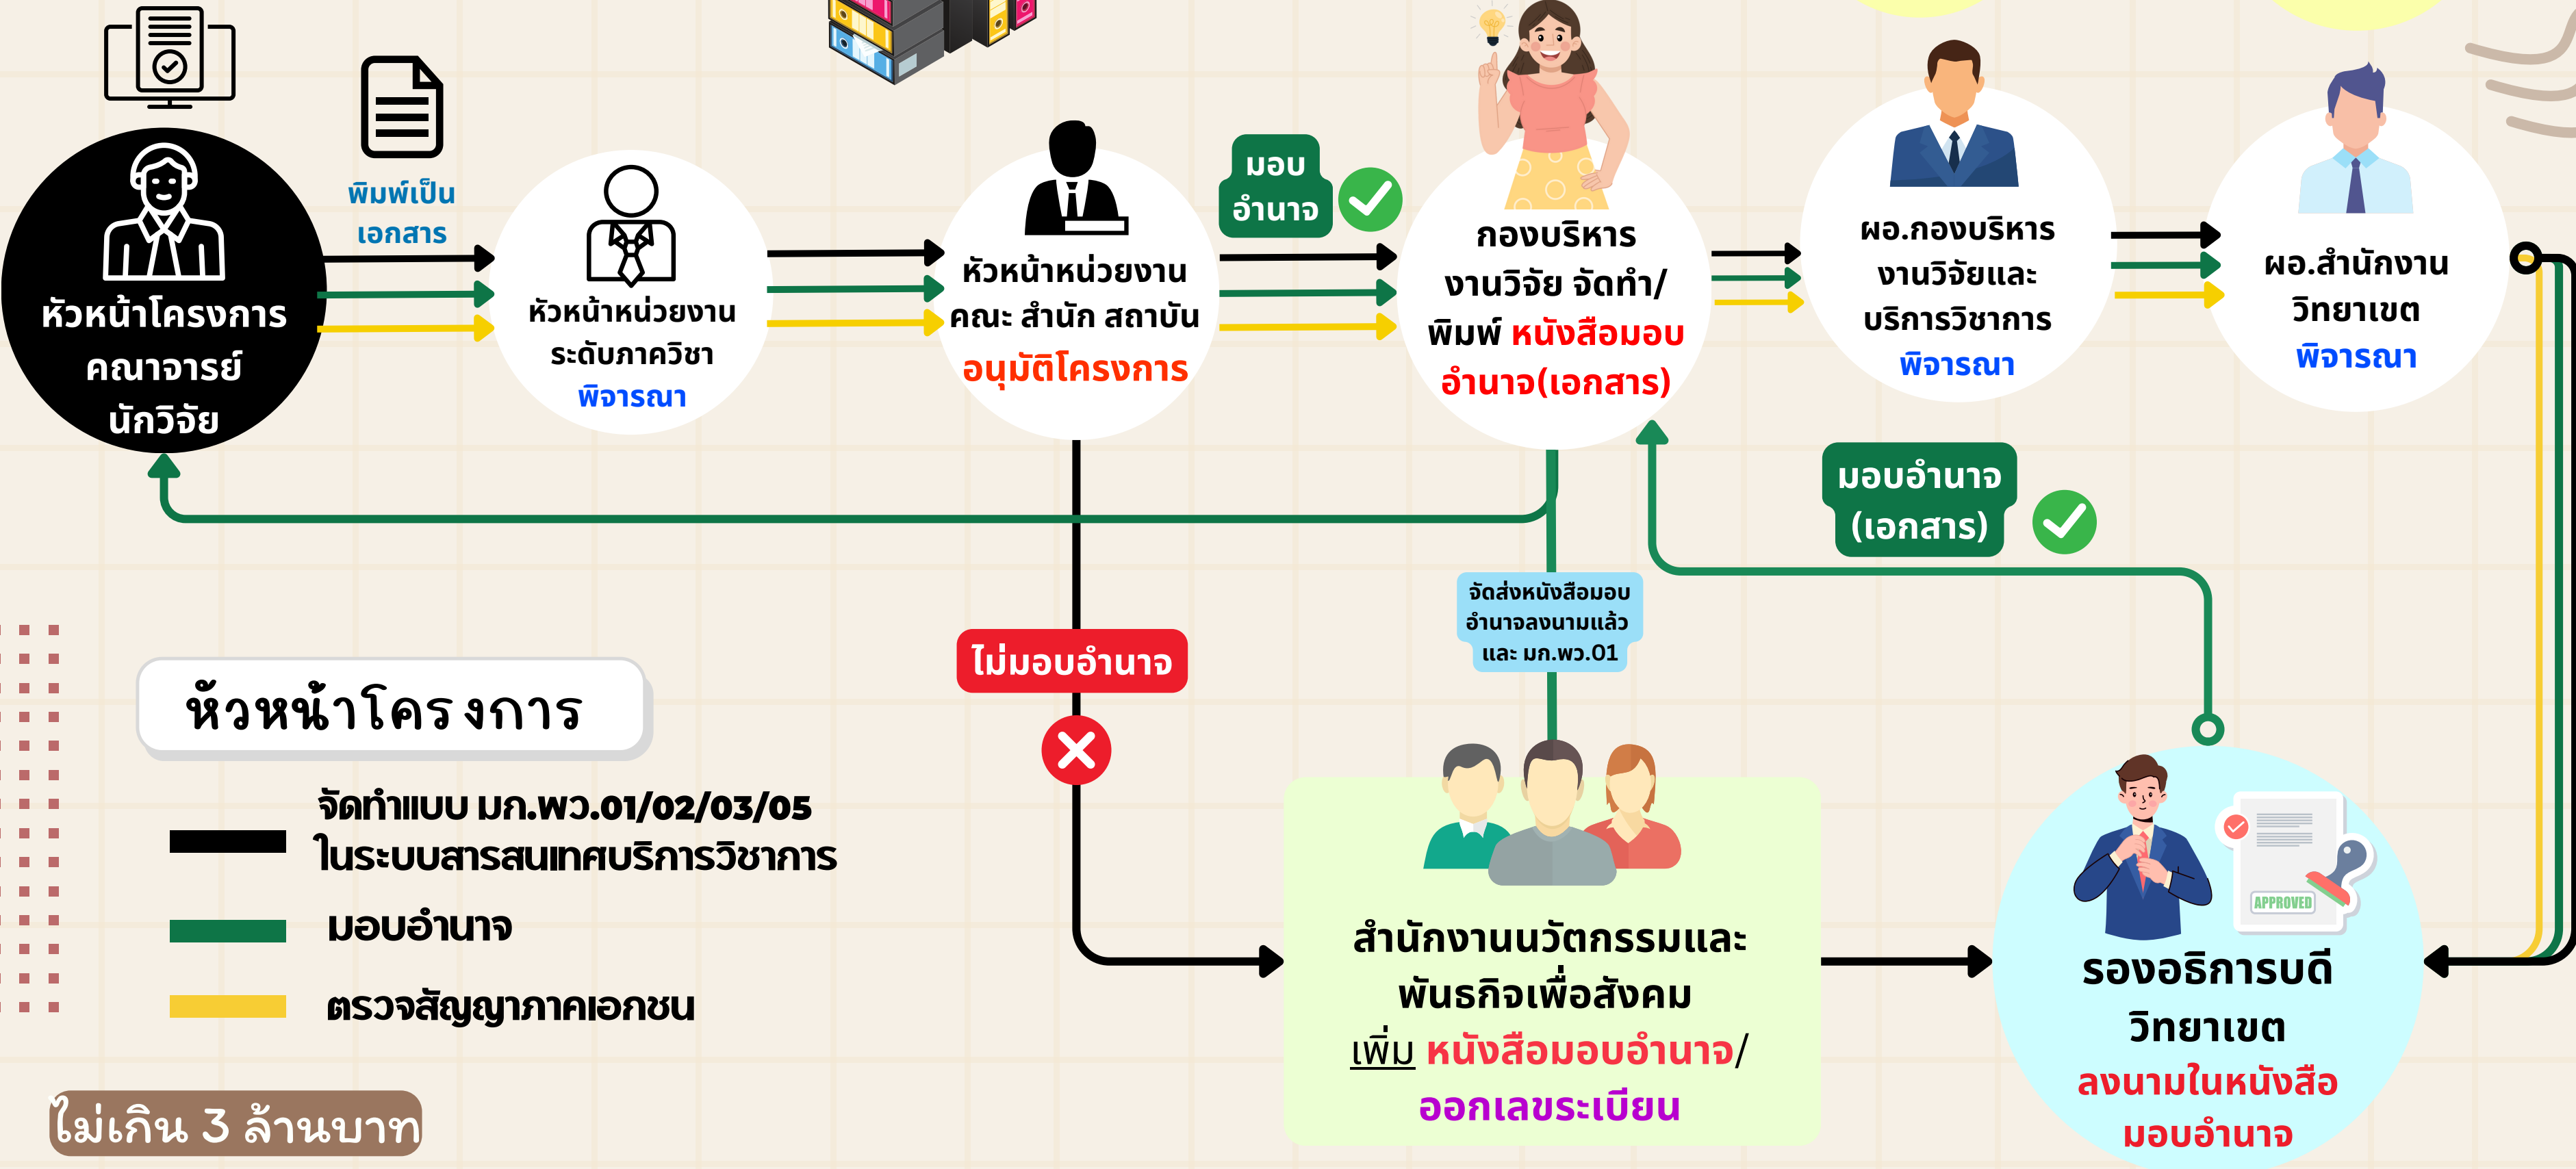 หัวหน้าโครงการ
คณาจารย์
นักวิจัย
พิมพ์เป็น
เอกสาร
หัวหน้าหน่วยงาน
ระดับภาควิชา
พิจารณา
หัวหน้าหน่วยงาน
คณะ สำนัก สถาบัน
อนุมัติโครงการ
มอบ
อำนาจ
กองบริหาร
งานวิจัย จัดทำ/
พิมพ์ หนังสือมอบ
อำนาจ(เอกสาร)
ผอ.กองบริหาร
งานวิจัยและ
บริการวิชาการ
พิจารณา
ผอ.สำนักงาน
วิทยาเขต
พิจารณา
มอบอำนาจ
(เอกสาร)
จัดส่งหนังสือมอบ
อำนาจลงนามแล้ว
และ มก.พว.01
ไม่มอบอำนาจ
หัวหน้าโครงการ
จัดทำแบบ มก.พว.01/02/03/05
ในระบบสารสนเทศบริการวิชาการ
มอบอำนาจ
ตรวจสัญญาภาคเอกชน
ไม่เกิน 3 ล้านบาท
สำนักงานนวัตกรรมและ
พันธกิจเพื่อสังคม
เพิ่ม หนังสือมอบอำนาจ/
ออกเลขระเบียน
APPROVED
รองอธิการบดี
วิทยาเขต
ลงนามในหนังสือ
มอบอำนาจ